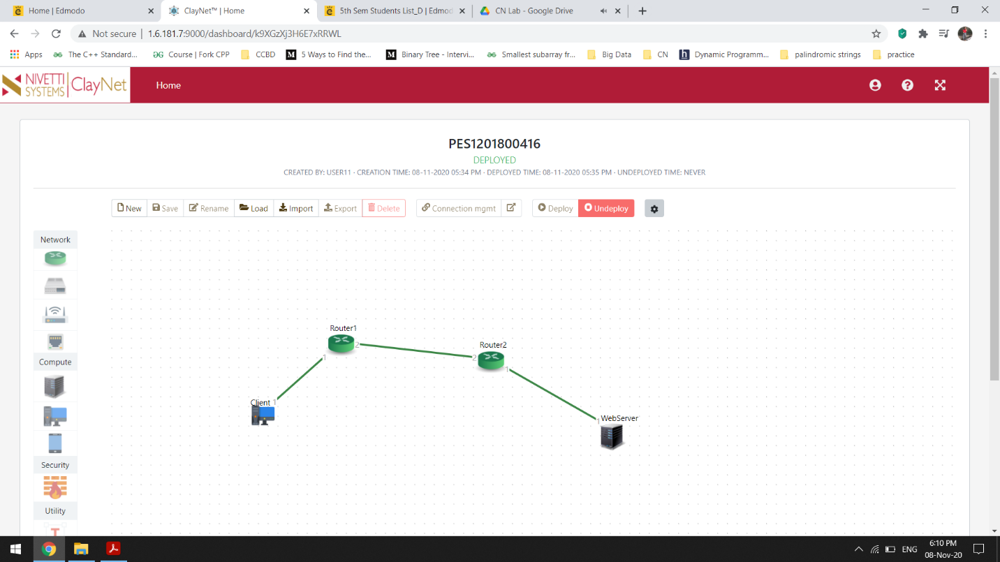 Home | Edmodo
ClayNet™ | Home
5th Sem Students List_D | Edmod
CN Lab - Google Drive
Not secure | 1.6.181.7:9000/dashboard/k9XGzXj3H6E7xRRWL
Apps
The C++ Standard...
Course | Fork CPP
CCBD
5 Ways to Find the...
Binary Tree - Intervi...
Smallest subarray fr...
Big Data
CN
Dynamic Programm...
palindromic strings
practice
NIVETTI SYSTEMS | ClayNet
Home
PES1201800416
DEPLOYED
CREATED BY: USER11 · CREATION TIME: 08-11-2020 05:34 PM · DEPLOYED TIME: 08-11-2020 05:35 PM · UNDEPLOYED TIME: NEVER
New Save Rename Load Import Export Delete Connection mgmt Deploy Undeploy
Network
Compute
Security
Utility
T
Router1
2
1
Router2
2
1
Client 1
1 WebServer
ENG
6:10 PM
08-Nov-20